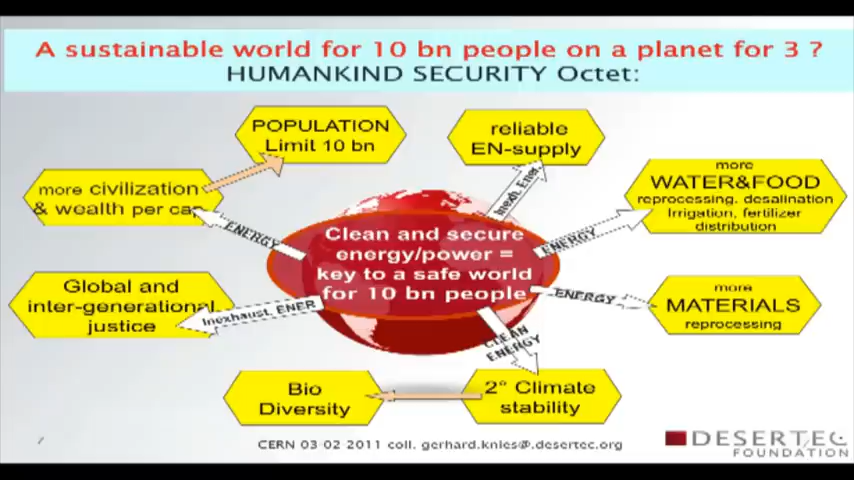 A sustainable world for 10 bn people on a planet for 3 ?
HUMANKIND SECURITY Octet:
POPULATION
Limit 10 bn
reliable
EN-supply
more civilization
& wealth per cap
more
WATER&FOOD
reprocessing, desalination
Irrigation, fertilizer
distribution
Inexh. Ener.
ENERGY
ENERGY
Clean and secure
energy/power =
key to a safe world
for 10 bn people
Global and
inter-generational
justice
Inexhaust. ENER
ENERGY
more
MATERIALS
reprocessing
CLEAN
ENERGY
Bio
Diversity
2° Climate
stability
CERN 03-02 2011 coll. gerhard.knies@.desertec.org
DESERTEC
FOUNDATION